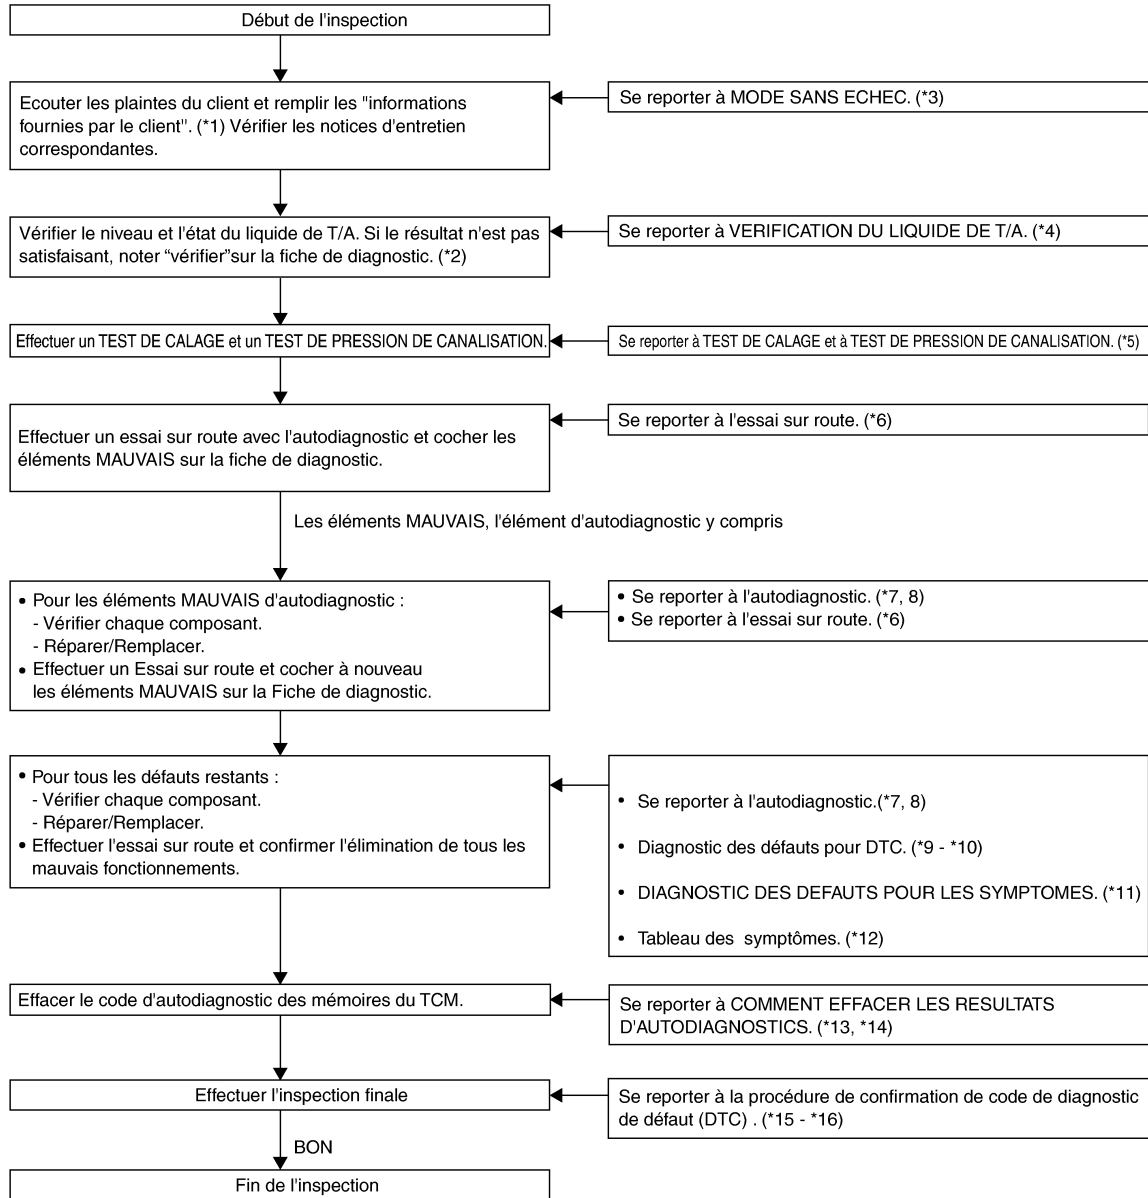 Début de l'inspection
Ecouter les plaintes du client et remplir les "informations
fournies par le client". (*1) Vérifier les notices d'entretien
correspondantes.
Se reporter à MODE SANS ECHEC. (*3)
Vérifier le niveau et l'état du liquide de T/A. Si le résultat n'est pas
satisfaisant, noter “vérifier”sur la fiche de diagnostic. (*2)
Se reporter à VERIFICATION DU LIQUIDE DE T/A. (*4)
Effectuer un TEST DE CALAGE et un TEST DE PRESSION DE CANALISATION.
Se reporter à TEST DE CALAGE et à TEST DE PRESSION DE CANALISATION. (*5)
Effectuer un essai sur route avec l'autodiagnostic et cocher les
éléments MAUVAIS sur la fiche de diagnostic.
Se reporter à l'essai sur route. (*6)
Les éléments MAUVAIS, l'élément d'autodiagnostic y compris
• Pour les éléments MAUVAIS d'autodiagnostic :
- Vérifier chaque composant.
- Réparer/Remplacer.
• Effectuer un Essai sur route et cocher à nouveau
les éléments MAUVAIS sur la Fiche de diagnostic.
• Se reporter à l'autodiagnostic. (*7, 8)
• Se reporter à l'essai sur route. (*6)
• Pour tous les défauts restants :
- Vérifier chaque composant.
- Réparer/Remplacer.
• Effectuer l'essai sur route et confirmer l'élimination de tous les
mauvais fonctionnements.
• Se reporter à l'autodiagnostic.(*7, 8)
• Diagnostic des défauts pour DTC. (*9 - *10)
• DIAGNOSTIC DES DEFAUTS POUR LES SYMPTOMES. (*11)
• Tableau des symptômes. (*12)
Effacer le code d'autodiagnostic des mémoires du TCM.
Se reporter à COMMENT EFFACER LES RESULTATS
D'AUTODIAGNOSTICS. (*13, *14)
Effectuer l'inspection finale
Se reporter à la procédure de confirmation de code de diagnostic
de défaut (DTC) . (*15 - *16)
BON
Fin de l'inspection